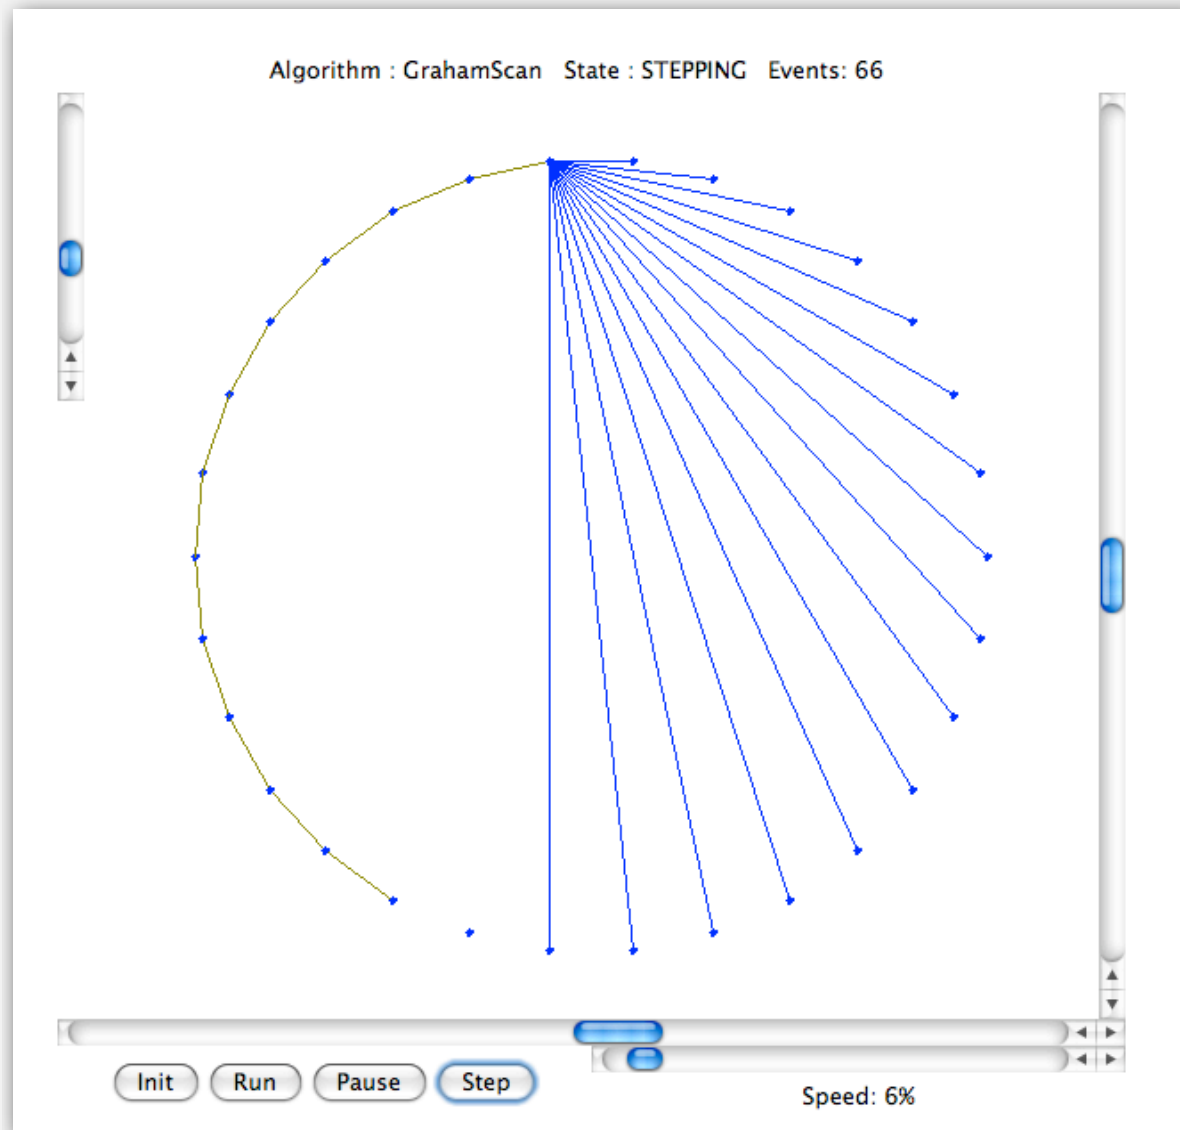 Algorithm : GrahamScan State : STEPPING Events: 66
Init Run Pause Step
Speed: 6%